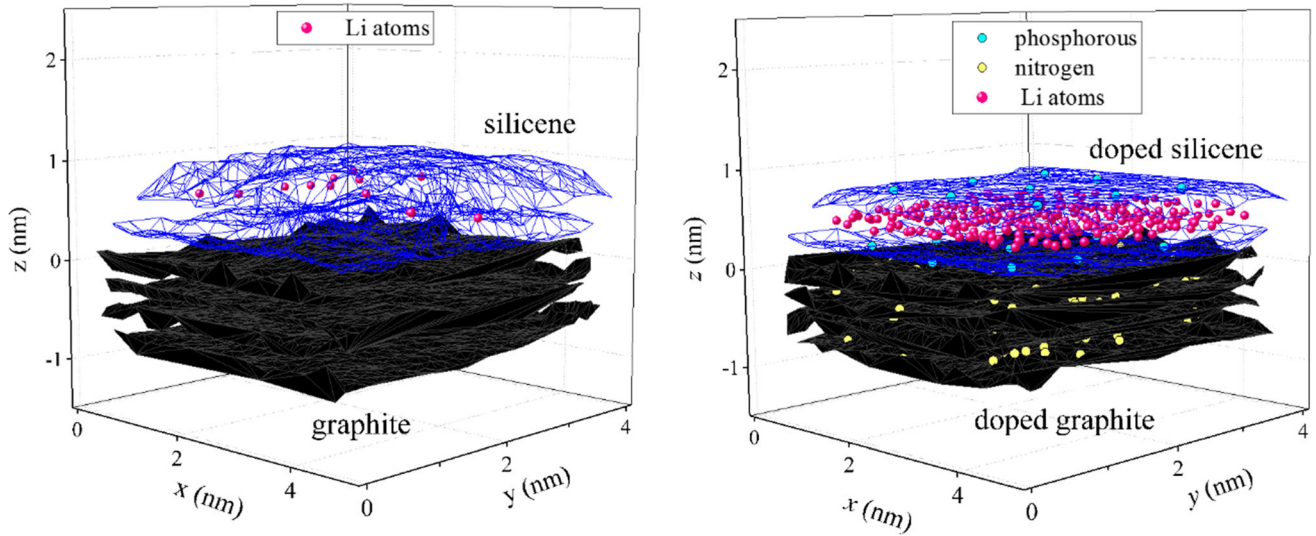 Li atoms
silicene
graphite
z (nm)
2
1
0
-1
0
2
4
x (nm)
0
2
4
y (nm)
phosphorous
nitrogen
Li atoms
doped silicene
doped graphite
z (nm)
2
1
0
-1
0
2
4
x (nm)
0
2
4
y (nm)